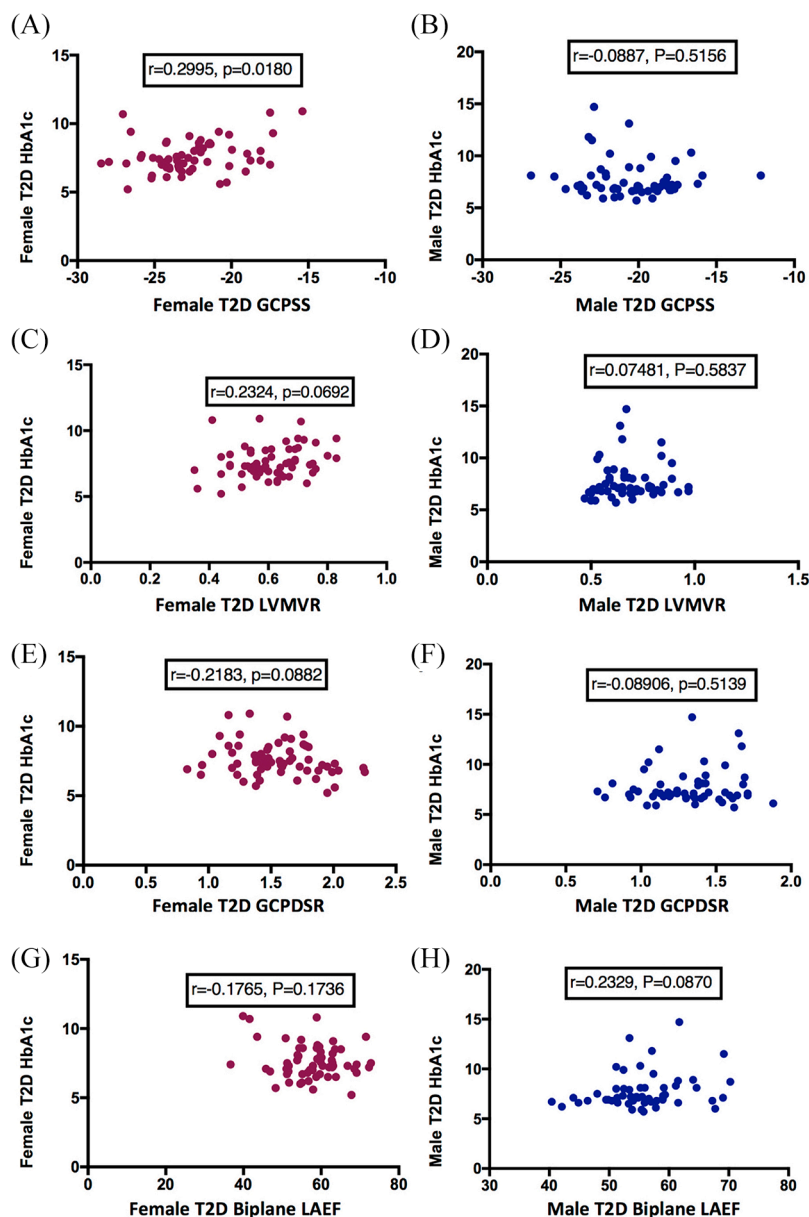 (A)
r=0.2995, p=0.0180
Female T2D HbA1c
15
10
5
0
-30 -25 -20 -15 -10
Female T2D GCPSS
(B)
r=-0.0887, P=0.5156
Male T2D HbA1c
20
15
10
5
0
-30 -25 -20 -15 -10
Male T2D GCPSS
(C)
r=0.2324, p=0.0692
Female T2D HbA1c
15
10
5
0
0.0 0.2 0.4 0.6 0.8 1.0
Female T2D LVMVR
(D)
r=0.07481, P=0.5837
Male T2D HbA1c
20
15
10
5
0
0.0 0.5 1.0 1.5
Male T2D LVMVR
(E)
r=-0.2183, p=0.0882
Female T2D HbA1c
15
10
5
0
0.0 0.5 1.0 1.5 2.0 2.5
Female T2D GCPDSR
(F)
r=-0.08906, p=0.5139
Male T2D HbA1c
20
15
10
5
0
0.0 0.5 1.0 1.5 2.0
Male T2D GCPDSR
(G)
r=-0.1765, P=0.1736
Female T2D HbA1c
15
10
5
0
0 20 40 60 80
Female T2D Biplane LAEF
(H)
r=0.2329, P=0.0870
Male T2D HbA1c
20
15
10
5
0
30 40 50 60 70 80
Male T2D Biplane LAEF